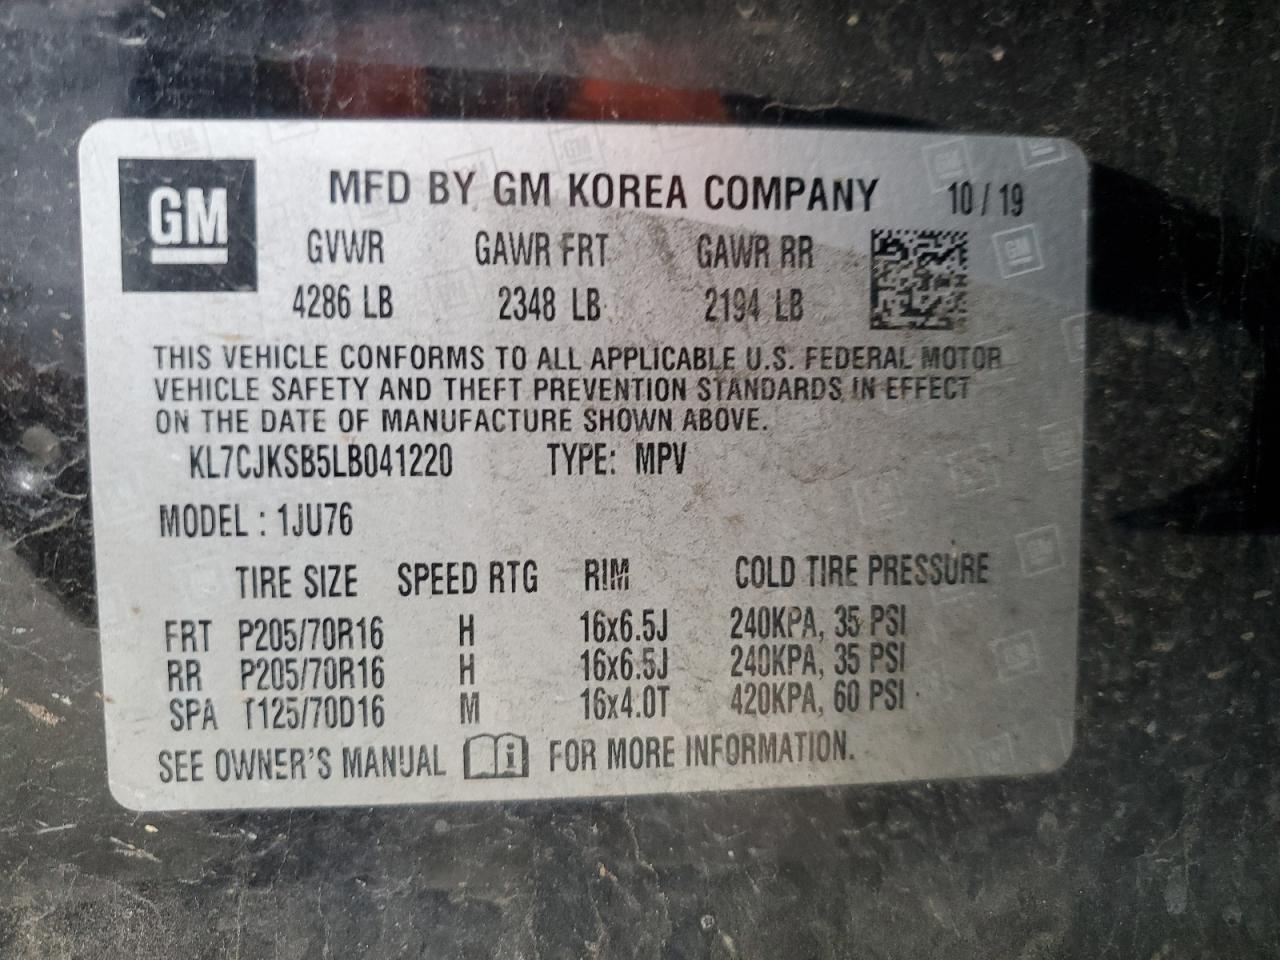 GM
MFD BY GM KOREA COMPANY 10 / 19
GVWR GAWR FRT GAWR RR
4286 LB 2348 LB 2194 LB
THIS VEHICLE CONFORMS TO ALL APPLICABLE U.S. FEDERAL MOTOR
VEHICLE SAFETY AND THEFT PREVENTION STANDARDS IN EFFECT
ON THE DATE OF MANUFACTURE SHOWN ABOVE.
KL7CJKSB5LB041220 TYPE: MPV
MODEL : 1JU76
TIRE SIZE SPEED RTG RIM COLD TIRE PRESSURE
FRT P205/70R16 H 16x6.5J 240KPA, 35 PSI
RR P205/70R16 H 16x6.5J 240KPA, 35 PSI
SPA T125/70D16 M 16x4.0T 420KPA, 60 PSI
SEE OWNER'S MANUAL i FOR MORE INFORMATION.